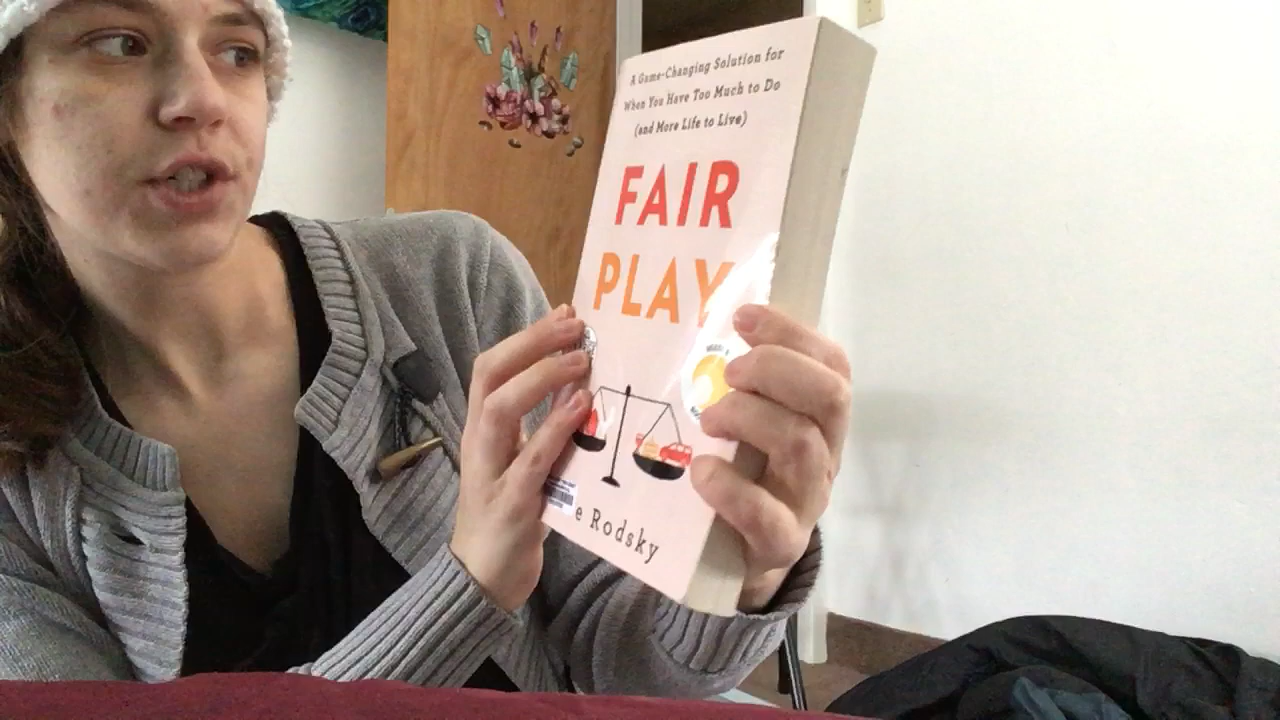 A Game-Changing Solution for
When You Have Too Much to Do
(and More Life to Live)
FAIR
PLAY
e Rodsky